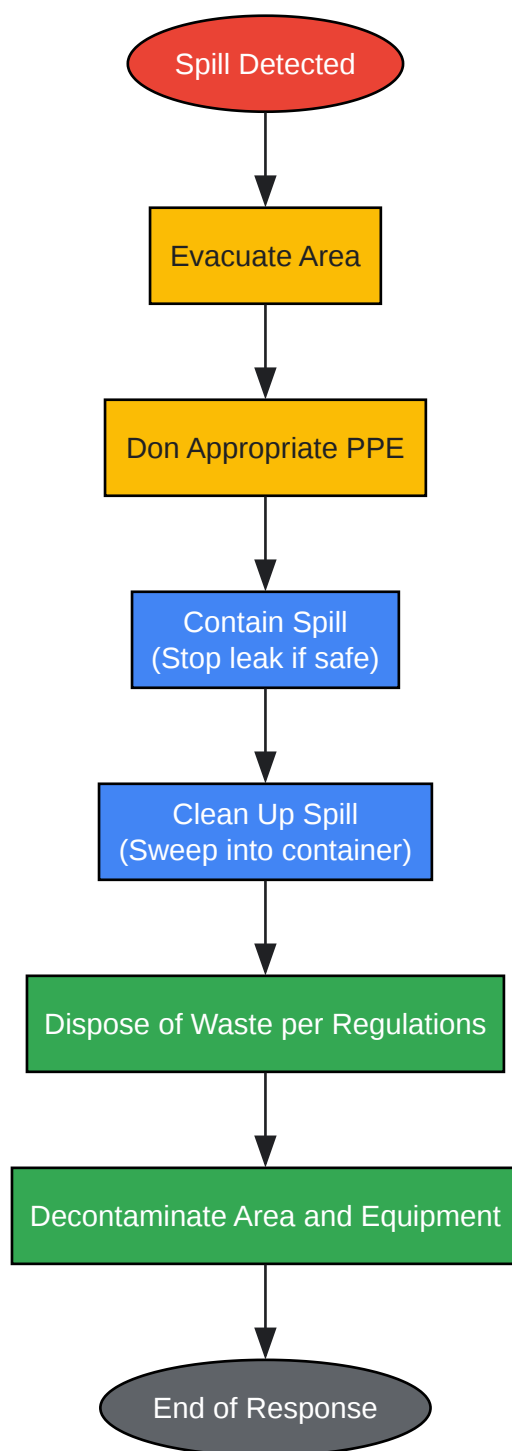 Spill Detected
Evacuate Area
Don Appropriate PPE
Contain Spill
(Stop leak if safe)
Clean Up Spill
(Sweep into container)
Dispose of Waste per Regulations
Decontaminate Area and Equipment
End of Response